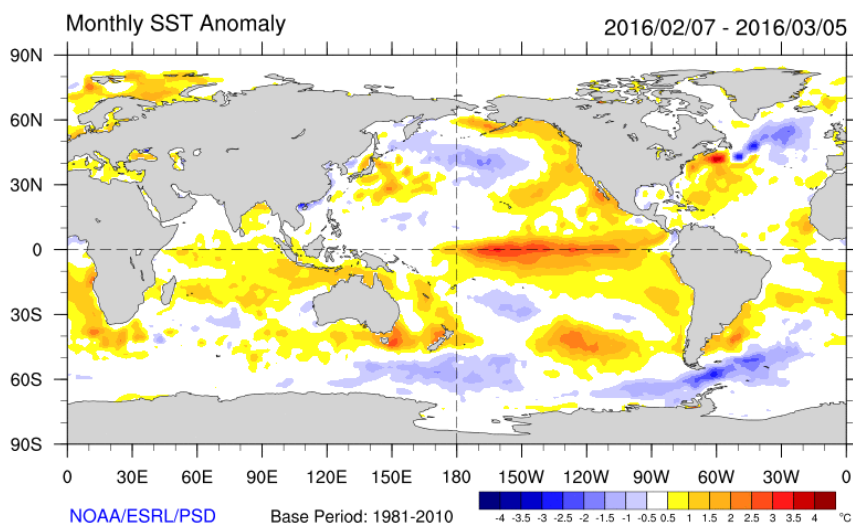 Monthly SST Anomaly 2016/02/07 - 2016/03/05
90N
60N
30N
0
30S
60S
90S
0 30E 60E 90E 120E 150E 180 150W 120W 90W 60W 30W 0
NOAA/ESRL/PSD Base Period: 1981-2010
-4 -3.5 -3 -2.5 -2 -1.5 -1 -0.5 0.5 1 1.5 2 2.5 3 3.5 4 °C